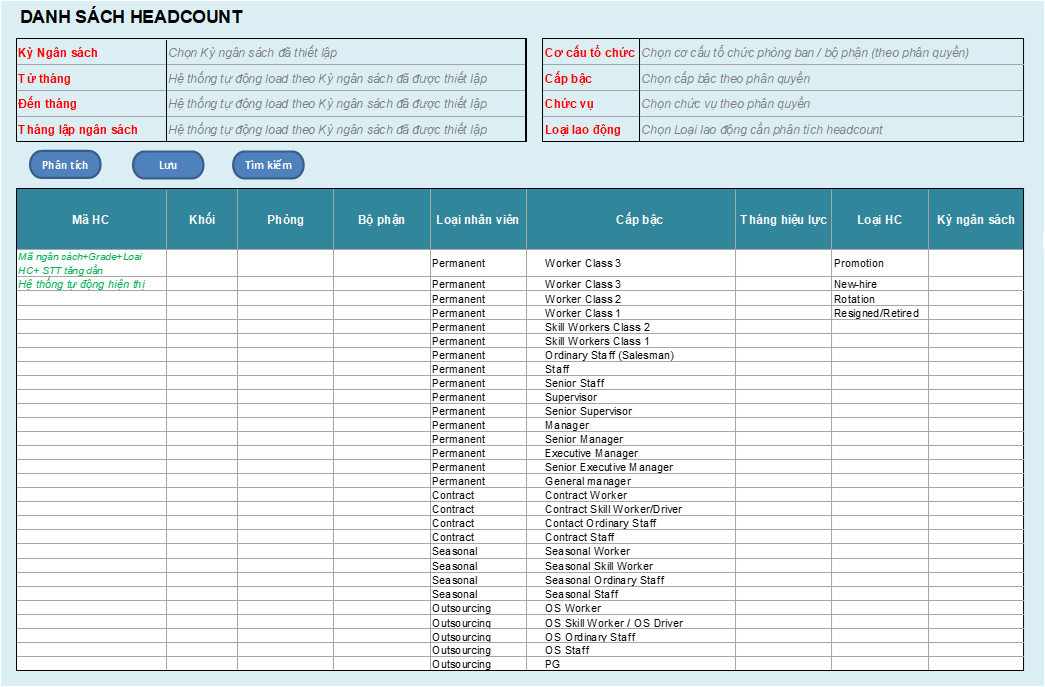 DANH SÁCH HEADCOUNT
Kỳ Ngân sách Chọn Kỳ ngân sách đã thiết lập
Từ tháng Hệ thống tự động load theo Kỳ ngân sách đã được thiết lập
Đến tháng Hệ thống tự động load theo Kỳ ngân sách đã được thiết lập
Tháng lập ngân sách Hệ thống tự động load theo Kỳ ngân sách đã được thiết lập
Cơ cấu tổ chức Chọn cơ cấu tổ chức phòng ban / bộ phận (theo phân quyền)
Cấp bậc Chọn cấp bậc theo phân quyền
Chức vụ Chọn chức vụ theo phân quyền
Loại lao động Chọn Loại lao động cần phân tích headcount
Phân tích Lưu Tìm kiếm
Mã HC Khối Phòng Bộ phận Loại nhân viên Cấp bậc Tháng hiệu lực Loại HC Kỳ ngân sách
Mã ngân sách+Grade+Loai
HC+ STT tăng dần
Permanent Worker Class 3 Promotion
Hệ thống tự động hiện thị Permanent Worker Class 3 New-hire
Permanent Worker Class 2 Rotation
Permanent Worker Class 1 Resigned/Retired
Permanent Skill Workers Class 2
Permanent Skill Workers Class 1
Permanent Ordinary Staff (Salesman)
Permanent Staff
Permanent Senior Staff
Permanent Supervisor
Permanent Senior Supervisor
Permanent Manager
Permanent Senior Manager
Permanent Executive Manager
Permanent Senior Executive Manager
Permanent General manager
Contract Contract Worker
Contract Contract Skill Worker/Driver
Contract Contact Ordinary Staff
Contract Contract Staff
Seasonal Seasonal Worker
Seasonal Seasonal Skill Worker
Seasonal Seasonal Ordinary Staff
Seasonal Seasonal Staff
Outsourcing OS Worker
Outsourcing OS Skill Worker / OS Driver
Outsourcing OS Ordinary Staff
Outsourcing OS Staff
Outsourcing PG